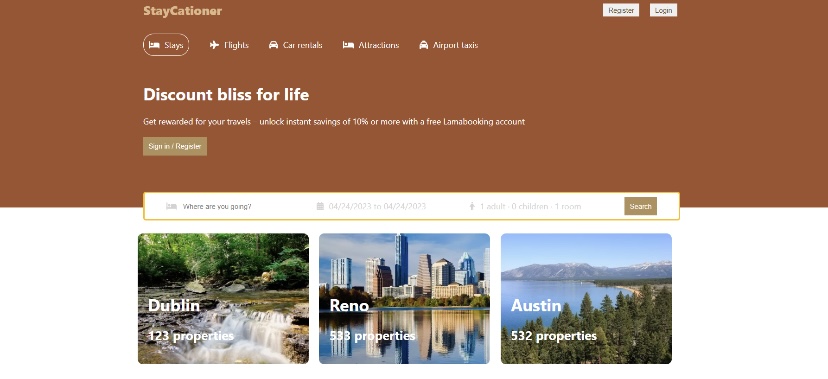 StayCationer
Register
Login
Stays
Flights
Car rentals
Attractions
Airport taxis
Discount bliss for life
Get rewarded for your travels – unlock instant savings of 10% or more with a free Lamabooking account
Sign in / Register
Where are you going?
04/24/2023 to 04/24/2023
1 adult · 0 children · 1 room
Search
Dublin
123 properties
Reno
533 properties
Austin
532 properties